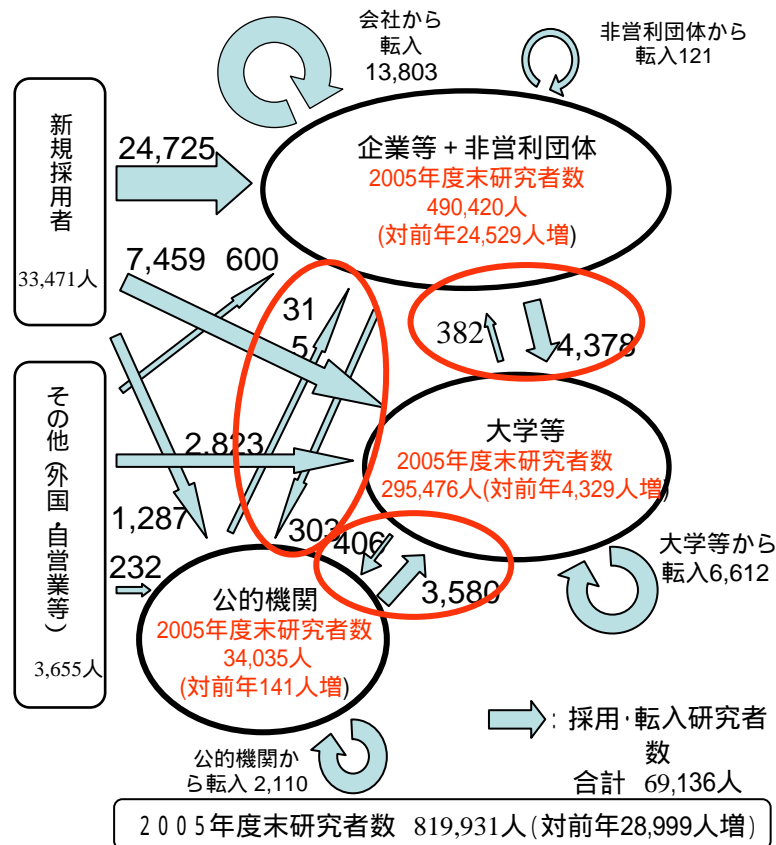 会社から
転入
13,803
非営利団体から
転入121
新規採用者
33,471人
24,725
企業等＋非営利団体
2005年度末研究者数
490,420人
(対前年24,529人増)
7,459
600
31
5
382
4,378
その他(外国・自営業等)
3,655人
2,823
大学等
2005年度末研究者数
295,476人(対前年4,329人増)
1,287
303
406
232
3,580
大学等から
転入6,612
公的機関
2005年度末研究者数
34,035人
(対前年141人増)
公的機関か
ら転入 2,110
：採用・転入研究者
数
合計 69,136人
2005年度末研究者数 819,931人(対前年28,999人増)